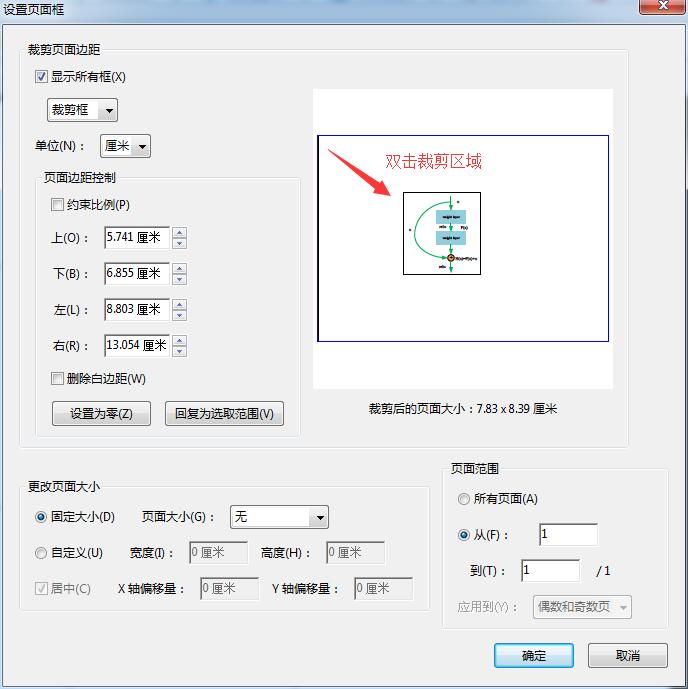 设置页面框
裁剪页面边距
显示所有框(X)
裁剪框
单位(N)： 厘米
页面边距控制
约束比例(P)
上(O)： 5.741 厘米
下(B)： 6.855 厘米
左(L)： 8.803 厘米
右(R)： 13.054 厘米
删除白边距(W)
设置为零(Z) 回复为选取范围(V)
双击裁剪区域
weight layer
relu F(x)
weight layer
relu
裁剪后的页面大小：7.83 x 8.39 厘米
更改页面大小
固定大小(D) 页面大小(G)： 无
自定义(U) 宽度(I)： 0 厘米 高度(H)： 0 厘米
居中(C) X 轴偏移量： 0 厘米 Y 轴偏移量： 0 厘米
页面范围
所有页面(A)
从(F)： 1
到(T)： 1 / 1
应用到(Y)： 偶数和奇数页
确定 取消